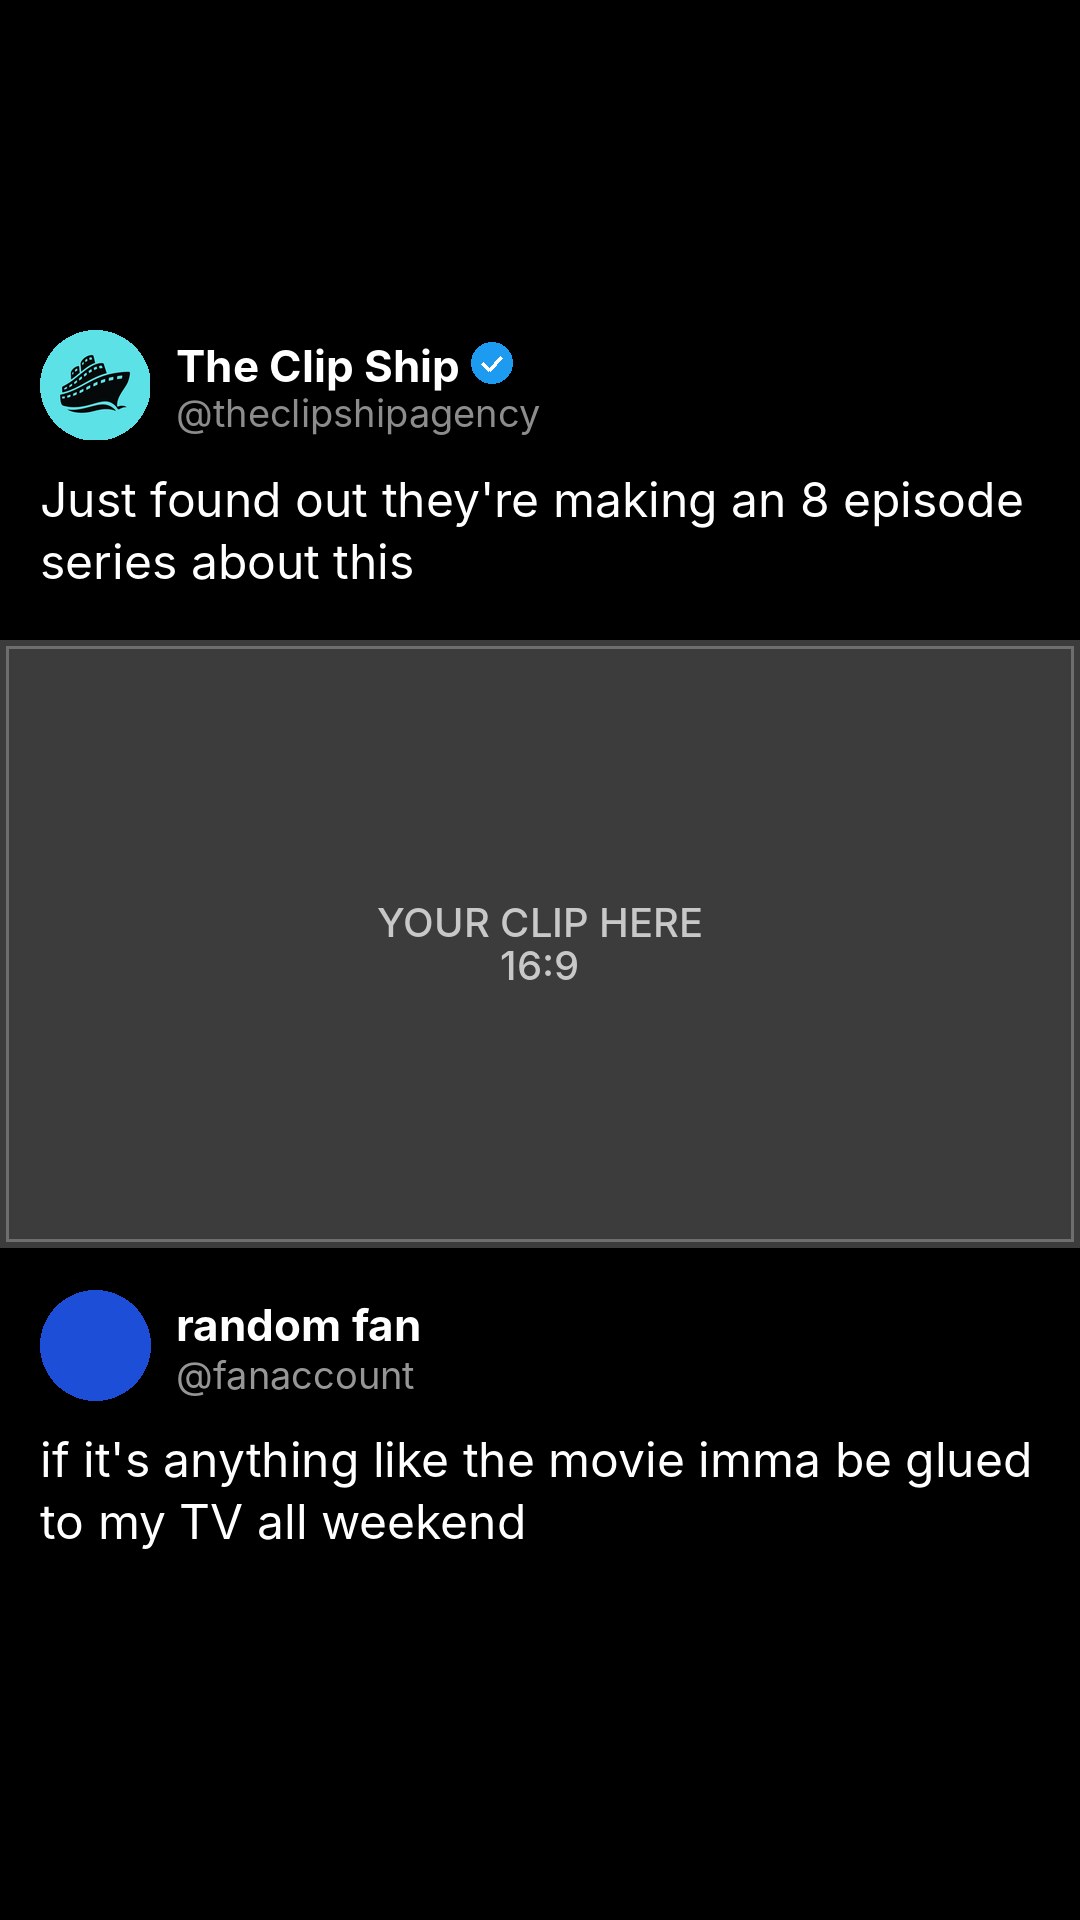 The Clip Ship
@theclipshipagency
Just found out they're making an 8 episode
series about this
YOUR CLIP HERE
16:9
random fan
@fanaccount
if it's anything like the movie imma be glued
to my TV all weekend